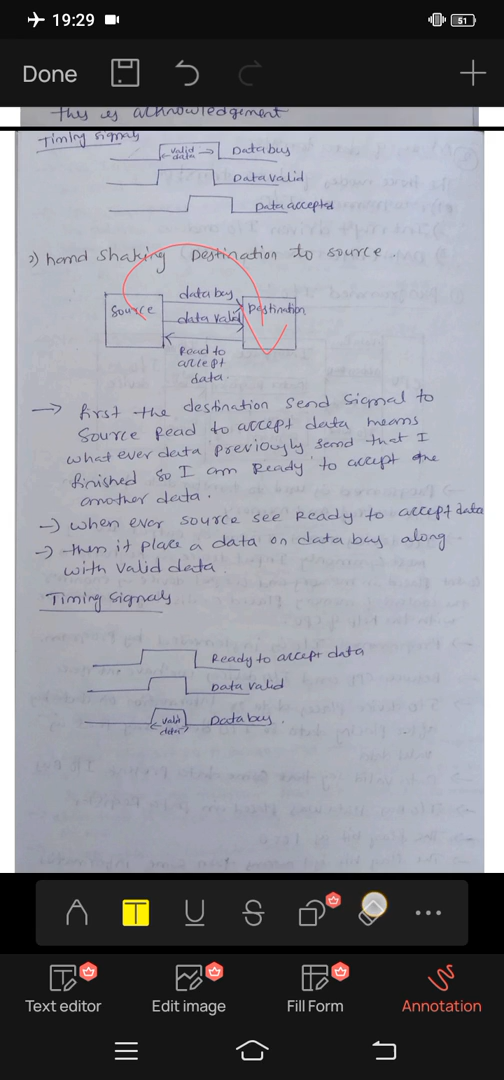 19:29
51
Done
this is acknowledgement
Timing signals
valid data
Data bus
Data valid
Data accepted
2) hand shaking Destination to source.
Source
data bus
data valid
Destination
Read to
accept
data.
→ first the destination Send signal to
Source Read to accept data means
what ever data previously send that I
finished so I am Ready to accept the
another data.
→ when ever source see Ready to accept data
→ then it place a data on data bus along
with valid data.
Timing signals
Ready to accept data
Data valid
valid
data
Data bus.
T
U
S
Text editor
Edit image
Fill Form
Annotation